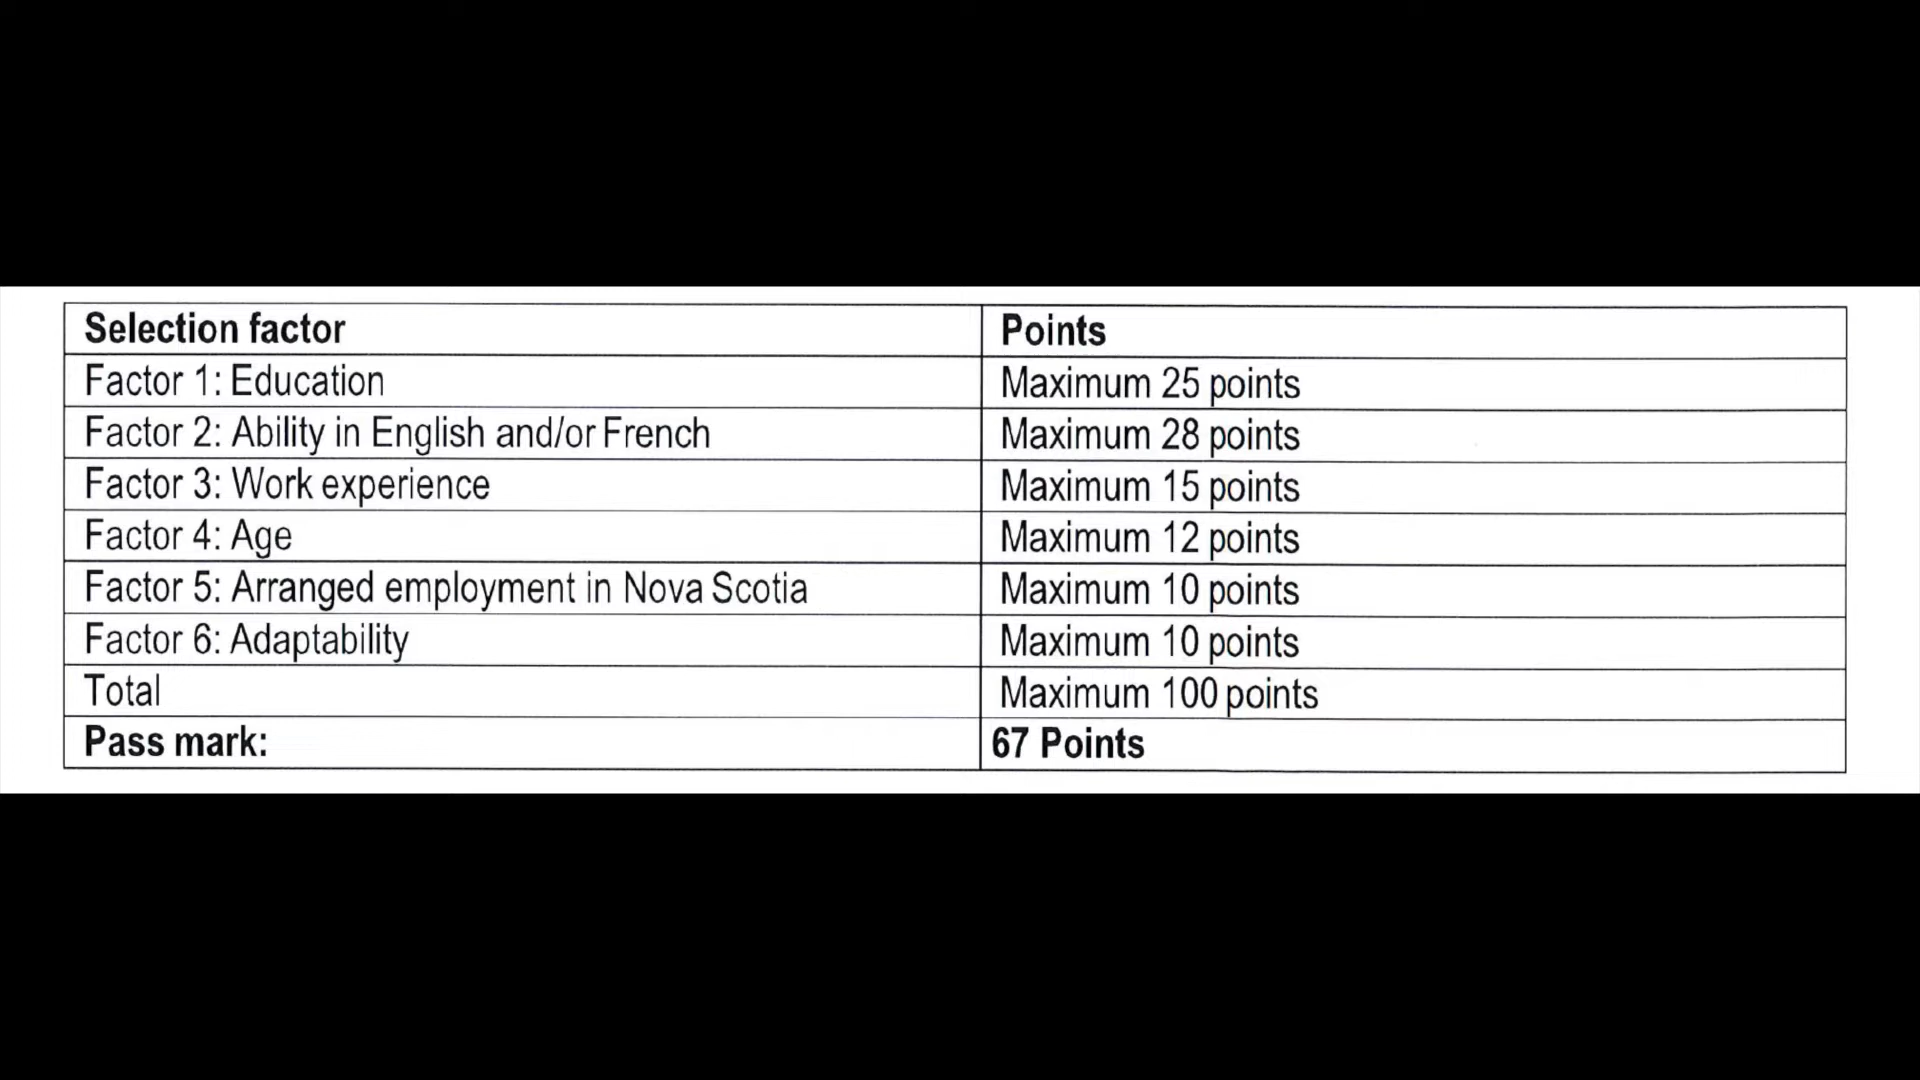 Selection factor Points
Factor 1: Education Maximum 25 points
Factor 2: Ability in English and/or French Maximum 28 points
Factor 3: Work experience Maximum 15 points
Factor 4: Age Maximum 12 points
Factor 5: Arranged employment in Nova Scotia Maximum 10 points
Factor 6: Adaptability Maximum 10 points
Total Maximum 100 points
Pass mark: 67 Points